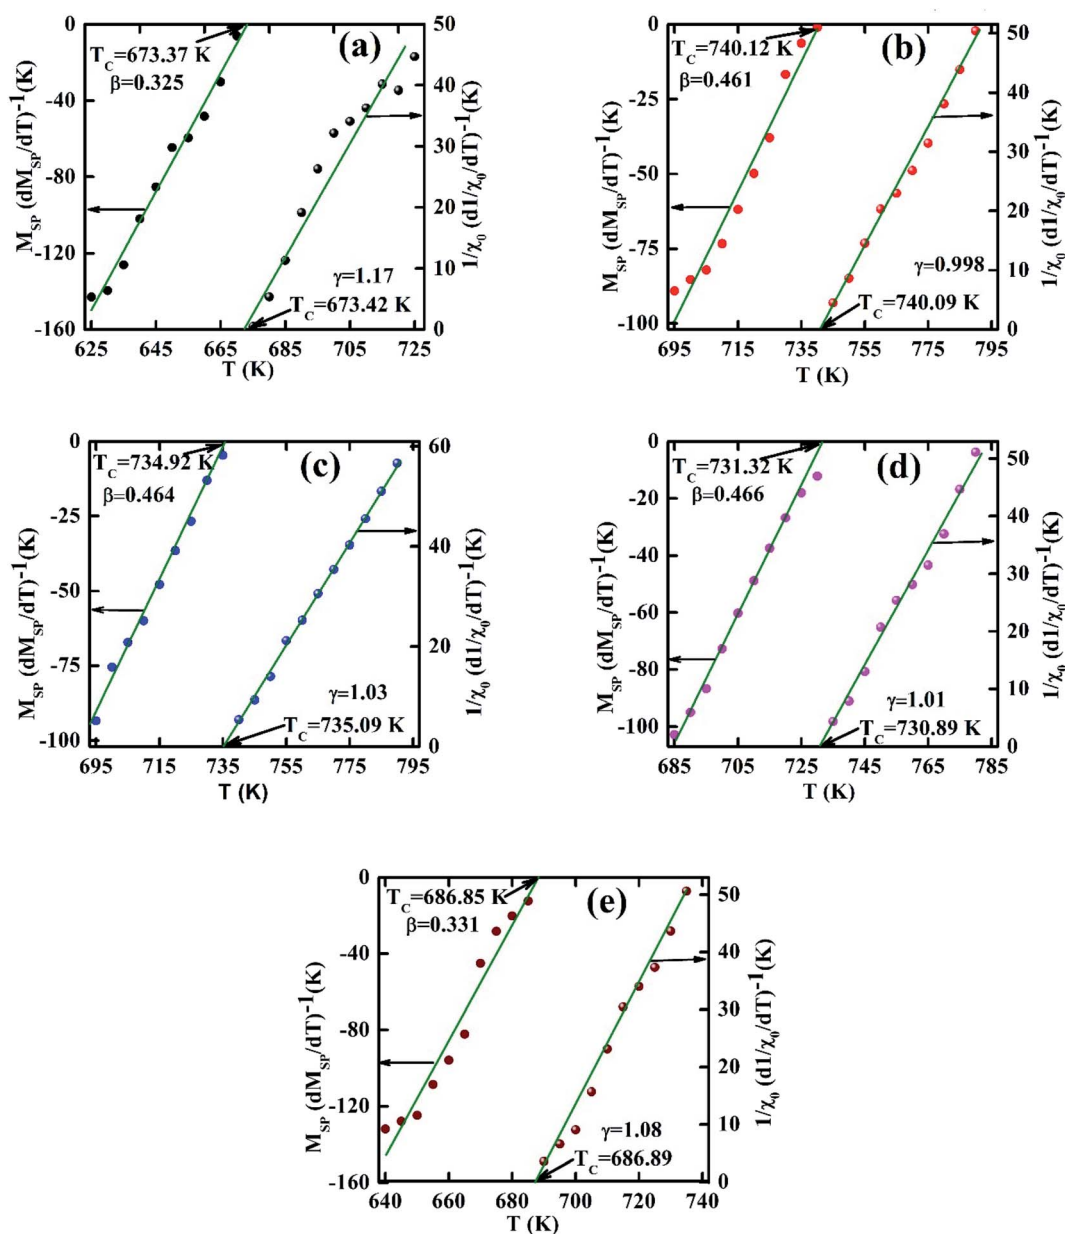 (a)
T_C=673.37 K
β=0.325
γ=1.17
T_C=673.42 K
0
-40
-80
-120
-160
M_SP (dM_SP/dT)^-1(K)
50
40
30
20
10
0
1/χ_0 (d1/χ_0/dT)^-1(K)
625 645 665 685 705 725
T (K)
(b)
T_C=740.12 K
β=0.461
γ=0.998
T_C=740.09 K
0
-25
-50
-75
-100
M_SP (dM_SP/dT)^-1(K)
50
40
30
20
10
0
1/χ_0 (d1/χ_0/dT)^-1(K)
695 715 735 755 775 795
T (K)
(c)
T_C=734.92 K
β=0.464
γ=1.03
T_C=735.09 K
0
-25
-50
-75
-100
M_SP (dM_SP/dT)^-1(K)
60
40
20
0
1/χ_0 (d1/χ_0/dT)^-1(K)
695 715 735 755 775 795
T (K)
(d)
T_C=731.32 K
β=0.466
γ=1.01
T_C=730.89 K
0
-20
-40
-60
-80
-100
M_SP (dM_SP/dT)^-1(K)
50
40
30
20
10
0
1/χ_0 (d1/χ_0/dT)^-1(K)
685 705 725 745 765 785
T (K)
(e)
T_C=686.85 K
β=0.331
γ=1.08
T_C=686.89
0
-40
-80
-120
-160
M_SP (dM_SP/dT)^-1(K)
50
40
30
20
10
0
1/χ_0 (d1/χ_0/dT)^-1(K)
640 660 680 700 720 740
T (K)